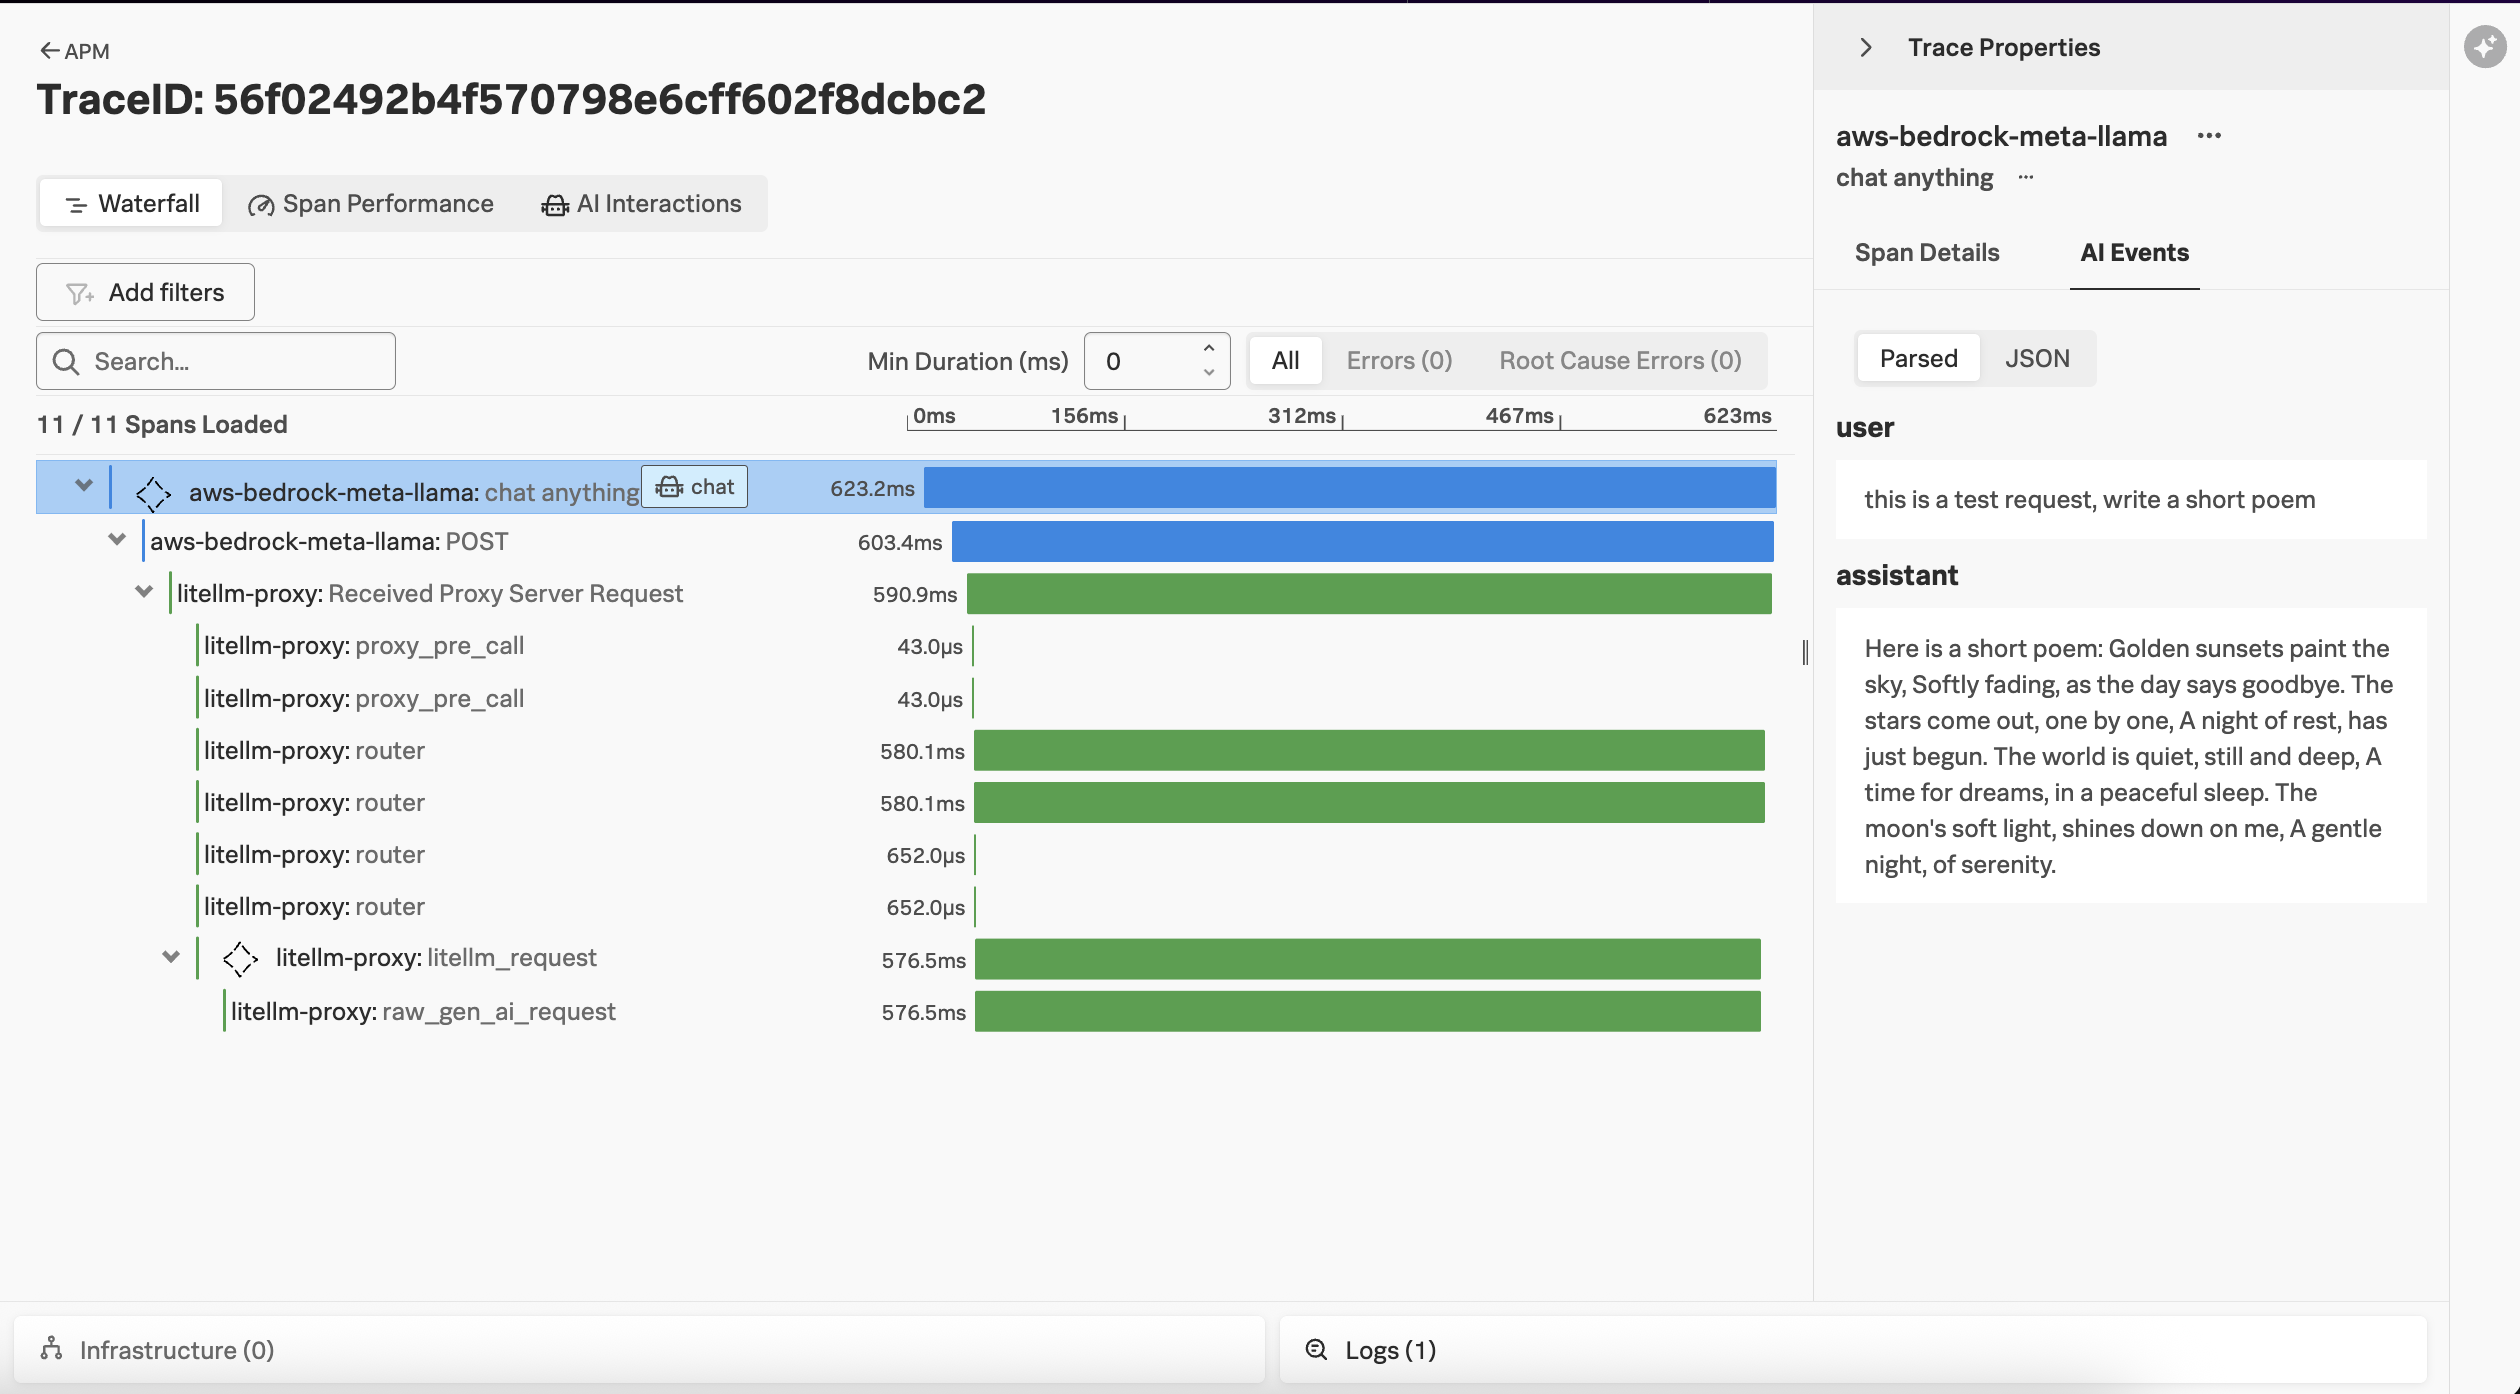 APM
TraceID: 56f02492b4f570798e6cff602f8dcbc2
Waterfall
Span Performance
AI Interactions
Add filters
Search...
Min Duration (ms)
0
All
Errors (0)
Root Cause Errors (0)
11 / 11 Spans Loaded
0ms
156ms
312ms
467ms
623ms
aws-bedrock-meta-llama: chat anything
chat
623.2ms
aws-bedrock-meta-llama: POST
603.4ms
litellm-proxy: Received Proxy Server Request
590.9ms
litellm-proxy: proxy_pre_call
43.0μs
litellm-proxy: proxy_pre_call
43.0μs
litellm-proxy: router
580.1ms
litellm-proxy: router
580.1ms
litellm-proxy: router
652.0μs
litellm-proxy: router
652.0μs
litellm-proxy: litellm_request
576.5ms
litellm-proxy: raw_gen_ai_request
576.5ms
Trace Properties
aws-bedrock-meta-llama
chat anything
Span Details
AI Events
Parsed
JSON
user
this is a test request, write a short poem
assistant
Here is a short poem: Golden sunsets paint the
sky, Softly fading, as the day says goodbye. The
stars come out, one by one, A night of rest, has
just begun. The world is quiet, still and deep, A
time for dreams, in a peaceful sleep. The
moon's soft light, shines down on me, A gentle
night, of serenity.
Infrastructure (0)
Logs (1)